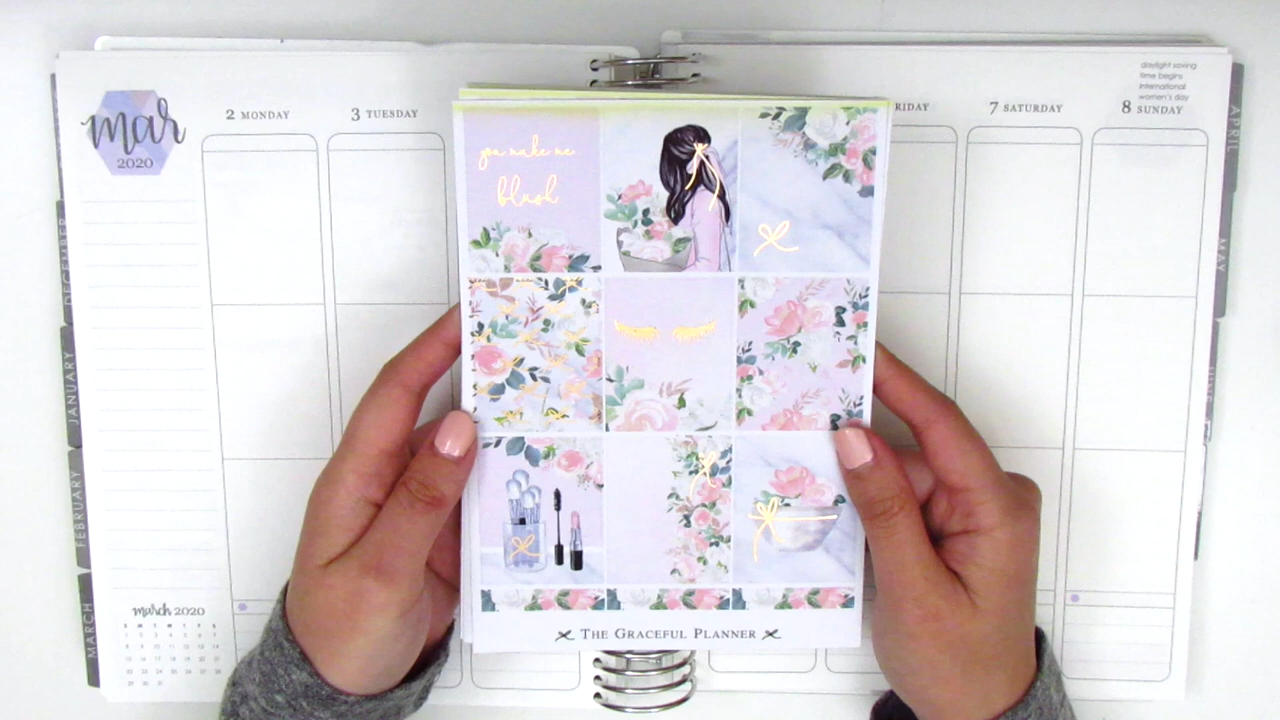 mar
2020
2 MONDAY
3 TUESDAY
RIDAY
7 SATURDAY
8 SUNDAY
daylight saving
time begins
International
women's day
you make me
blush
THE GRACEFUL PLANNER
DECEMBER
JANUARY
FEBRUARY
MARCH
APRIL
MAY
march 2020